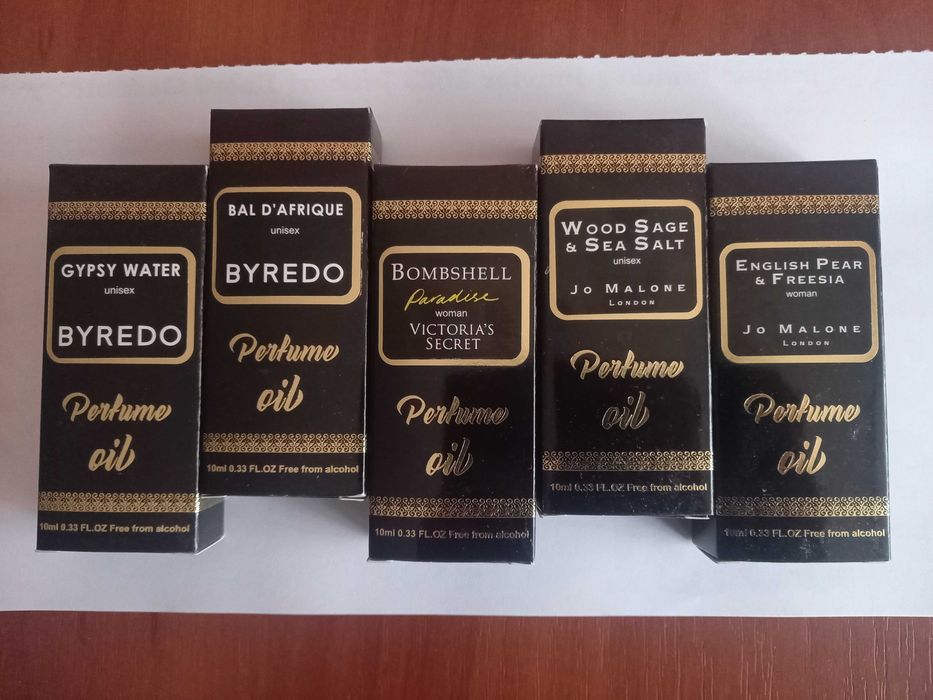 GYPSY WATER
unisex
BYREDO
Perfume
oil
10ml 0.33 FL.OZ Free from alcohol
BAL D'AFRIQUE
unisex
BYREDO
Perfume
oil
10ml 0.33 FL.OZ Free from alcohol
BOMBSHELL
Paradise
woman
VICTORIA'S
SECRET
Perfume
oil
10ml 0.33 FL.OZ Free from alcohol
WOOD SAGE
& SEA SALT
unisex
JO MALONE
LONDON
Perfume
oil
10ml 0.33 FL.OZ Free from alcohol
ENGLISH PEAR
& FREESIA
woman
JO MALONE
LONDON
Perfume
oil
10ml 0.33 FL.OZ Free from alcohol